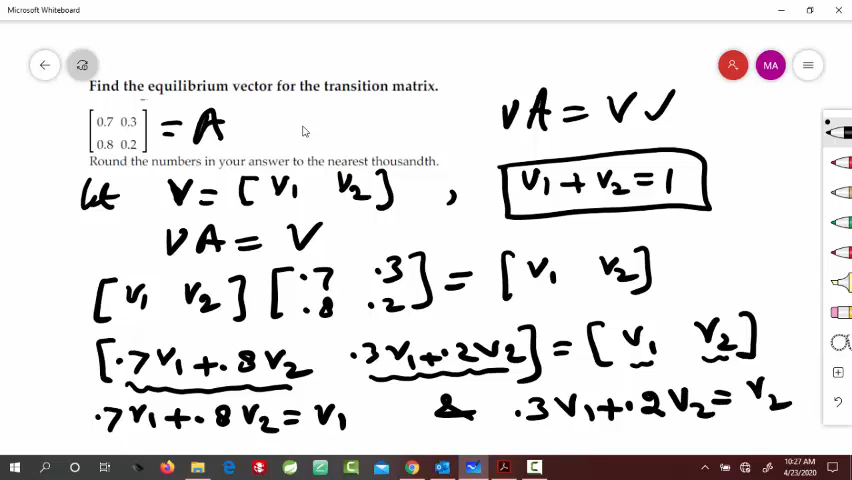 Microsoft Whiteboard
Find the equilibrium vector for the transition matrix.
[0.7 0.3
0.8 0.2] = A
VA = V ✓
Round the numbers in your answer to the nearest thousandth.
let V = [V1 V2] , V1 + V2 = 1
VA = V
[V1 V2] [.7 .3
.8 .2] = [V1 V2]
[.7V1+.8V2 .3V1+.2V2] = [V1 V2]
.7V1+.8V2 = V1 & .3V1+.2V2 = V2
MA
10:27 AM
4/23/2020